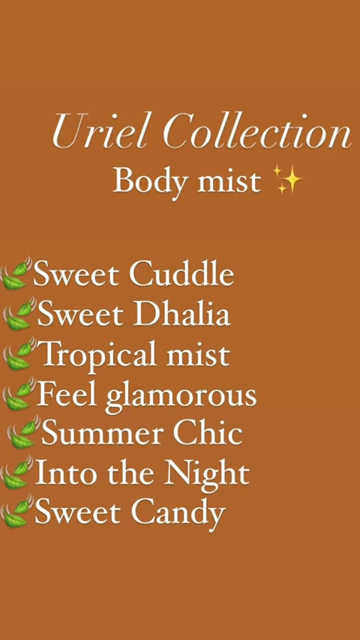 Uriel Collection
Body mist ✨
🌿Sweet Cuddle
🌿Sweet Dhalia
🌿Tropical mist
🌿Feel glamorous
🌿Summer Chic
🌿Into the Night
🌿Sweet Candy